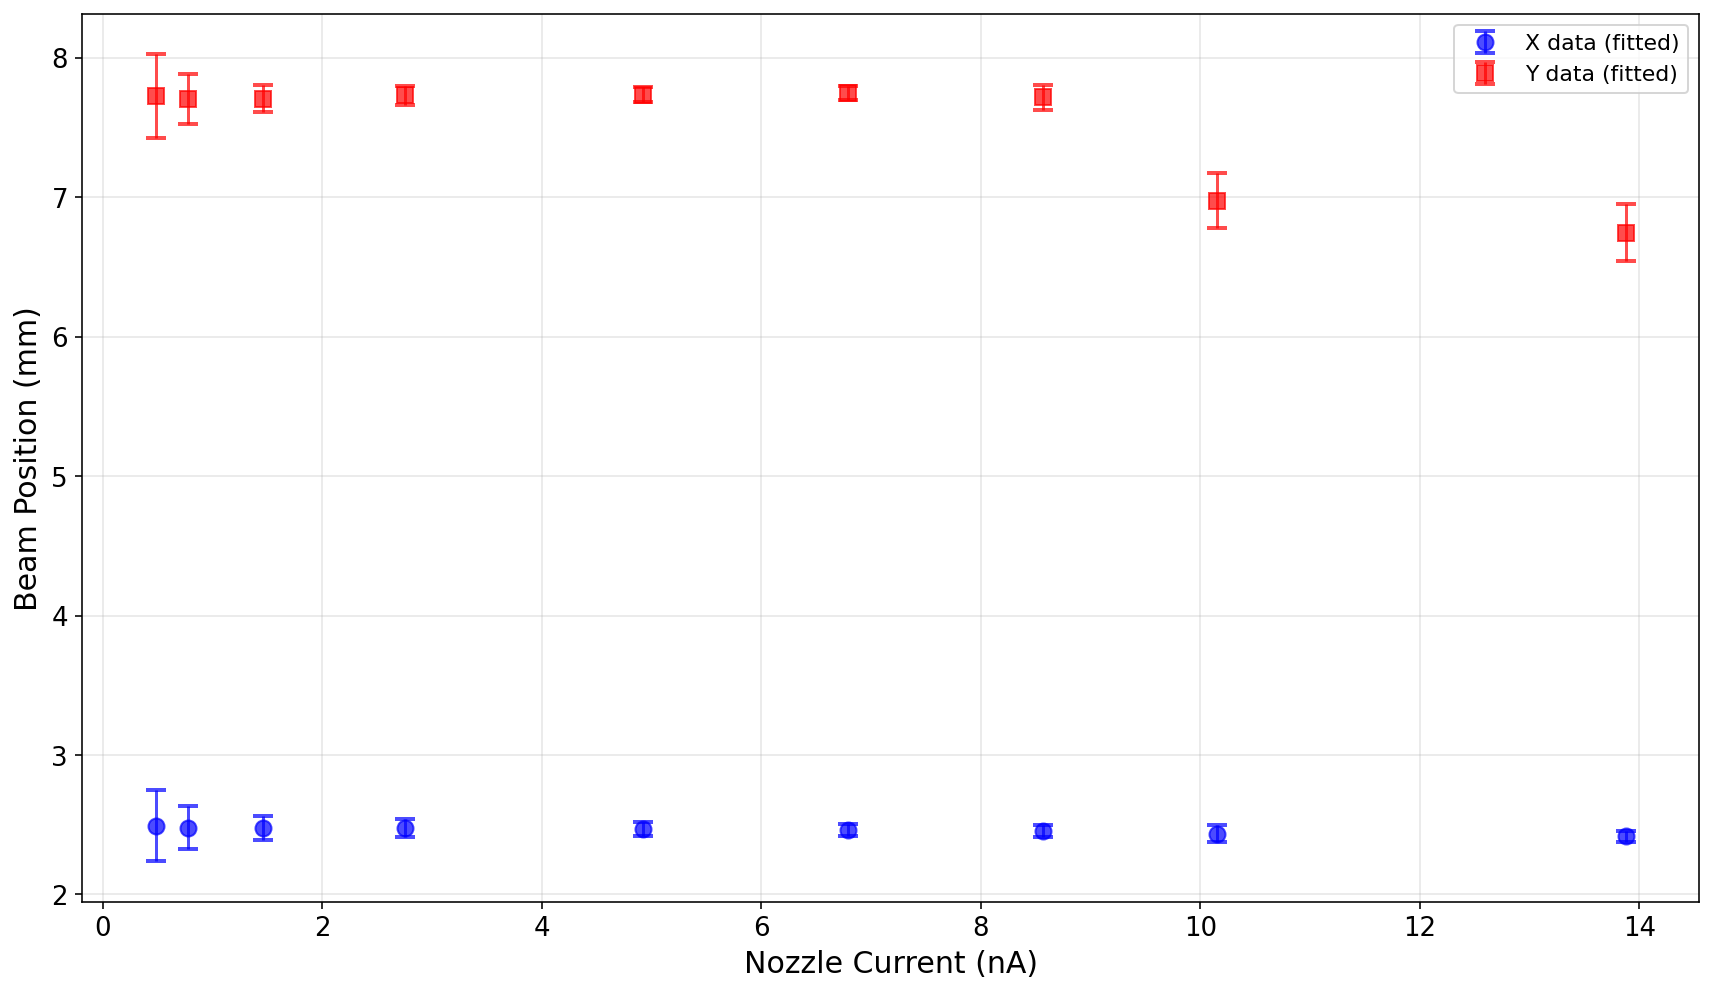 X data (fitted)
Y data (fitted)
8
7
6
5
4
3
2
Beam Position (mm)
0 2 4 6 8 10 12 14
Nozzle Current (nA)